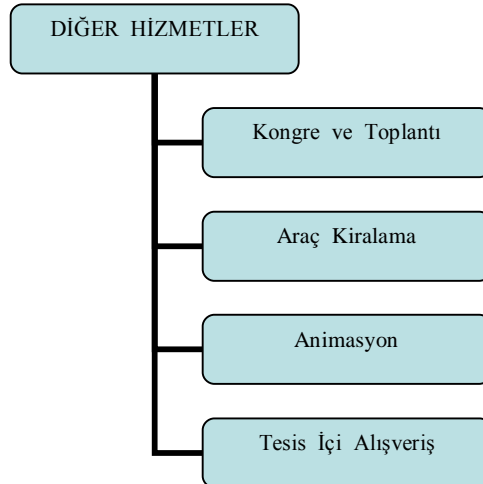 DİĞER HİZMETLER
Kongre ve Toplantı
Araç Kiralama
Animasyon
Tesis İçi Alışveriş